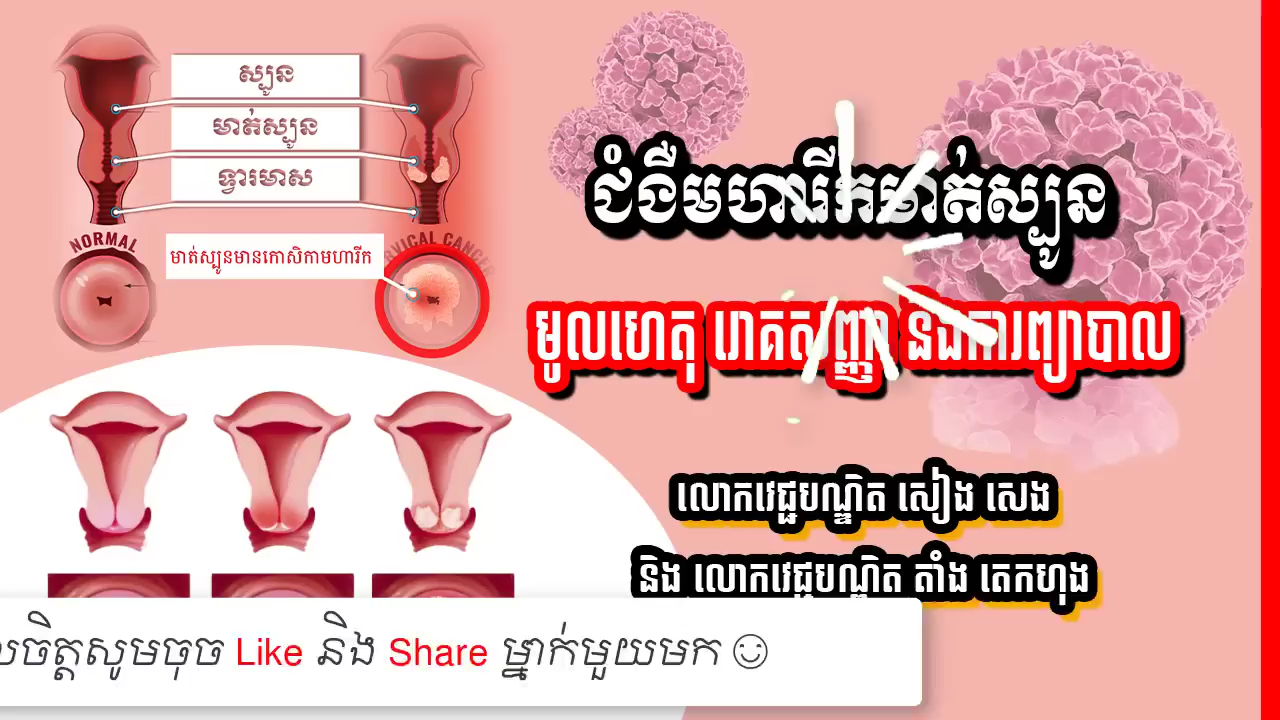 ស្បូន
មាត់ស្បូន
ទ្វារមាស
NORMAL
CERVICAL CANCER
មាត់ស្បូនមានកោសិកាមហារីក
ជំងឺមហារីកមាត់ស្បូន
មូលហេតុ រោគសញ្ញា និងការព្យាបាល
លោកវេជ្ជបណ្ឌិត សៀង សេង
និង លោកវេជ្ជបណ្ឌិត តាំង តេកហុង
ចិត្តសូមចុច Like និង Share ម្នាក់មួយមក ☺